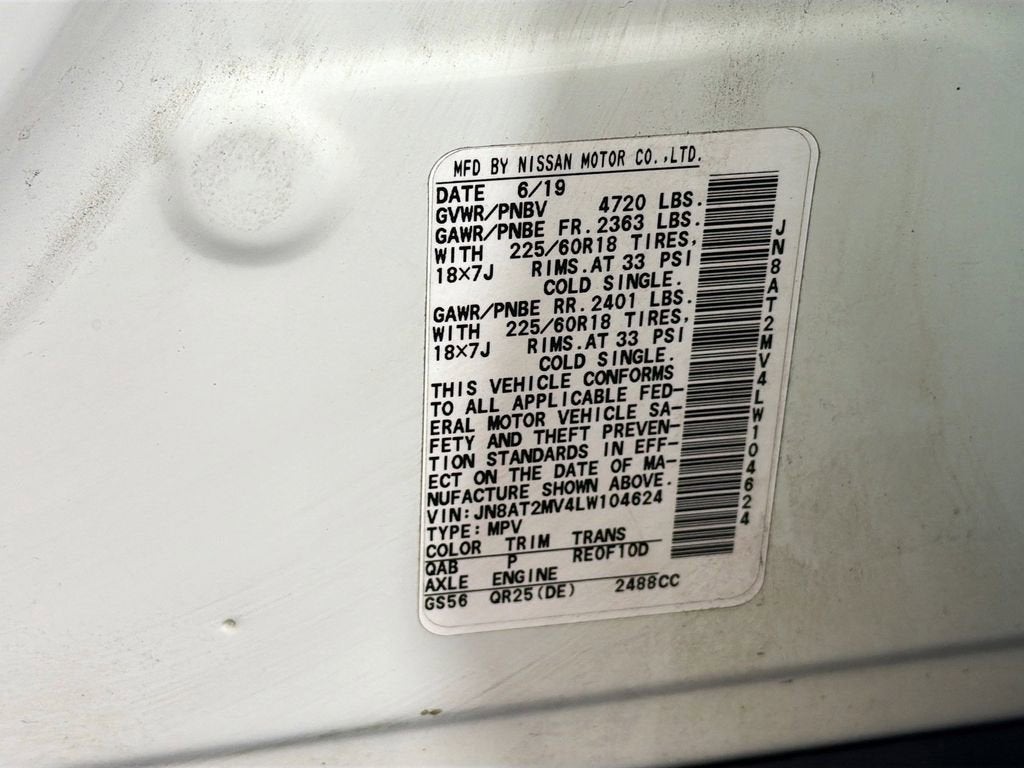 MFD BY NISSAN MOTOR CO.,LTD.
DATE 6/19
GVWR/PNBV 4720 LBS.
GAWR/PNBE FR. 2363 LBS.
WITH 225/60R18 TIRES,
18×7J RIMS.AT 33 PSI
COLD SINGLE.
GAWR/PNBE RR. 2401 LBS.
WITH 225/60R18 TIRES,
18×7J RIMS.AT 33 PSI
COLD SINGLE.
THIS VEHICLE CONFORMS
TO ALL APPLICABLE FED-
ERAL MOTOR VEHICLE SA-
FETY AND THEFT PREVEN-
TION STANDARDS IN EFF-
ECT ON THE DATE OF MA-
NUFACTURE SHOWN ABOVE.
VIN:JN8AT2MV4LW104624
TYPE:MPV
COLOR TRIM TRANS
QAB P RE0F10D
AXLE ENGINE
GS56 QR25(DE) 2488CC
JN8AT2MV4LW104624